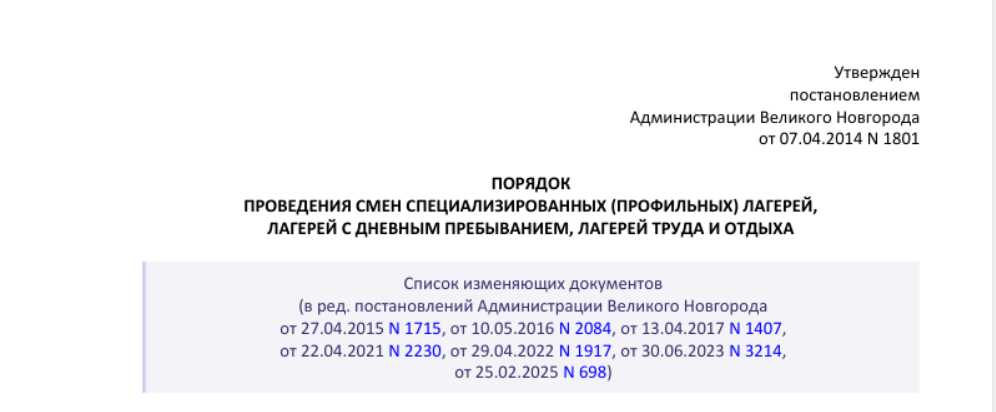 Утвержден
постановлением
Администрации Великого Новгорода
от 07.04.2014 N 1801
ПОРЯДОК
ПРОВЕДЕНИЯ СМЕН СПЕЦИАЛИЗИРОВАННЫХ (ПРОФИЛЬНЫХ) ЛАГЕРЕЙ,
ЛАГЕРЕЙ С ДНЕВНЫМ ПРЕБЫВАНИЕМ, ЛАГЕРЕЙ ТРУДА И ОТДЫХА
Список изменяющих документов
(в ред. постановлений Администрации Великого Новгорода
от 27.04.2015 N 1715, от 10.05.2016 N 2084, от 13.04.2017 N 1407,
от 22.04.2021 N 2230, от 29.04.2022 N 1917, от 30.06.2023 N 3214,
от 25.02.2025 N 698)